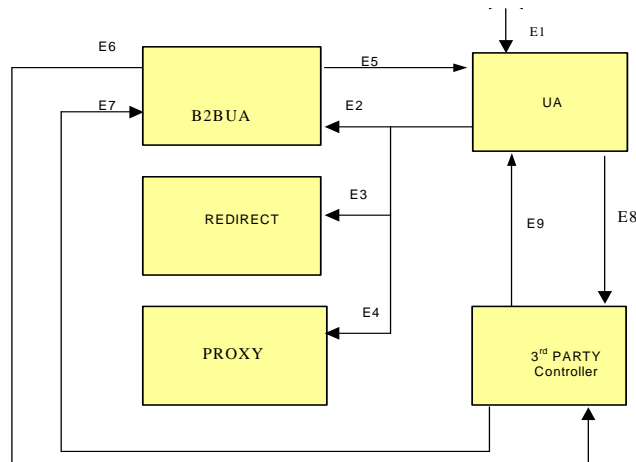 E1
E6
E5
E7
E2
B2BUA
UA
E3
REDIRECT
E9
E8
E4
PROXY
3rd PARTY
Controller